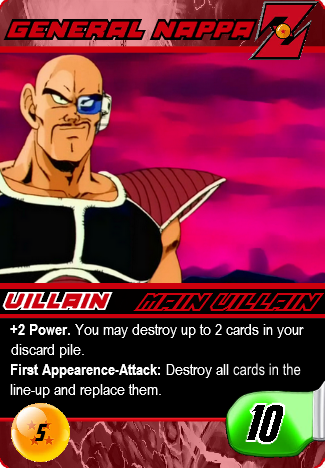 GENERAL NAPPA Z
VILLAIN MAIN VILLAIN
+2 Power. You may destroy up to 2 cards in your
discard pile.
First Appearence-Attack: Destroy all cards in the
line-up and replace them.
5 10